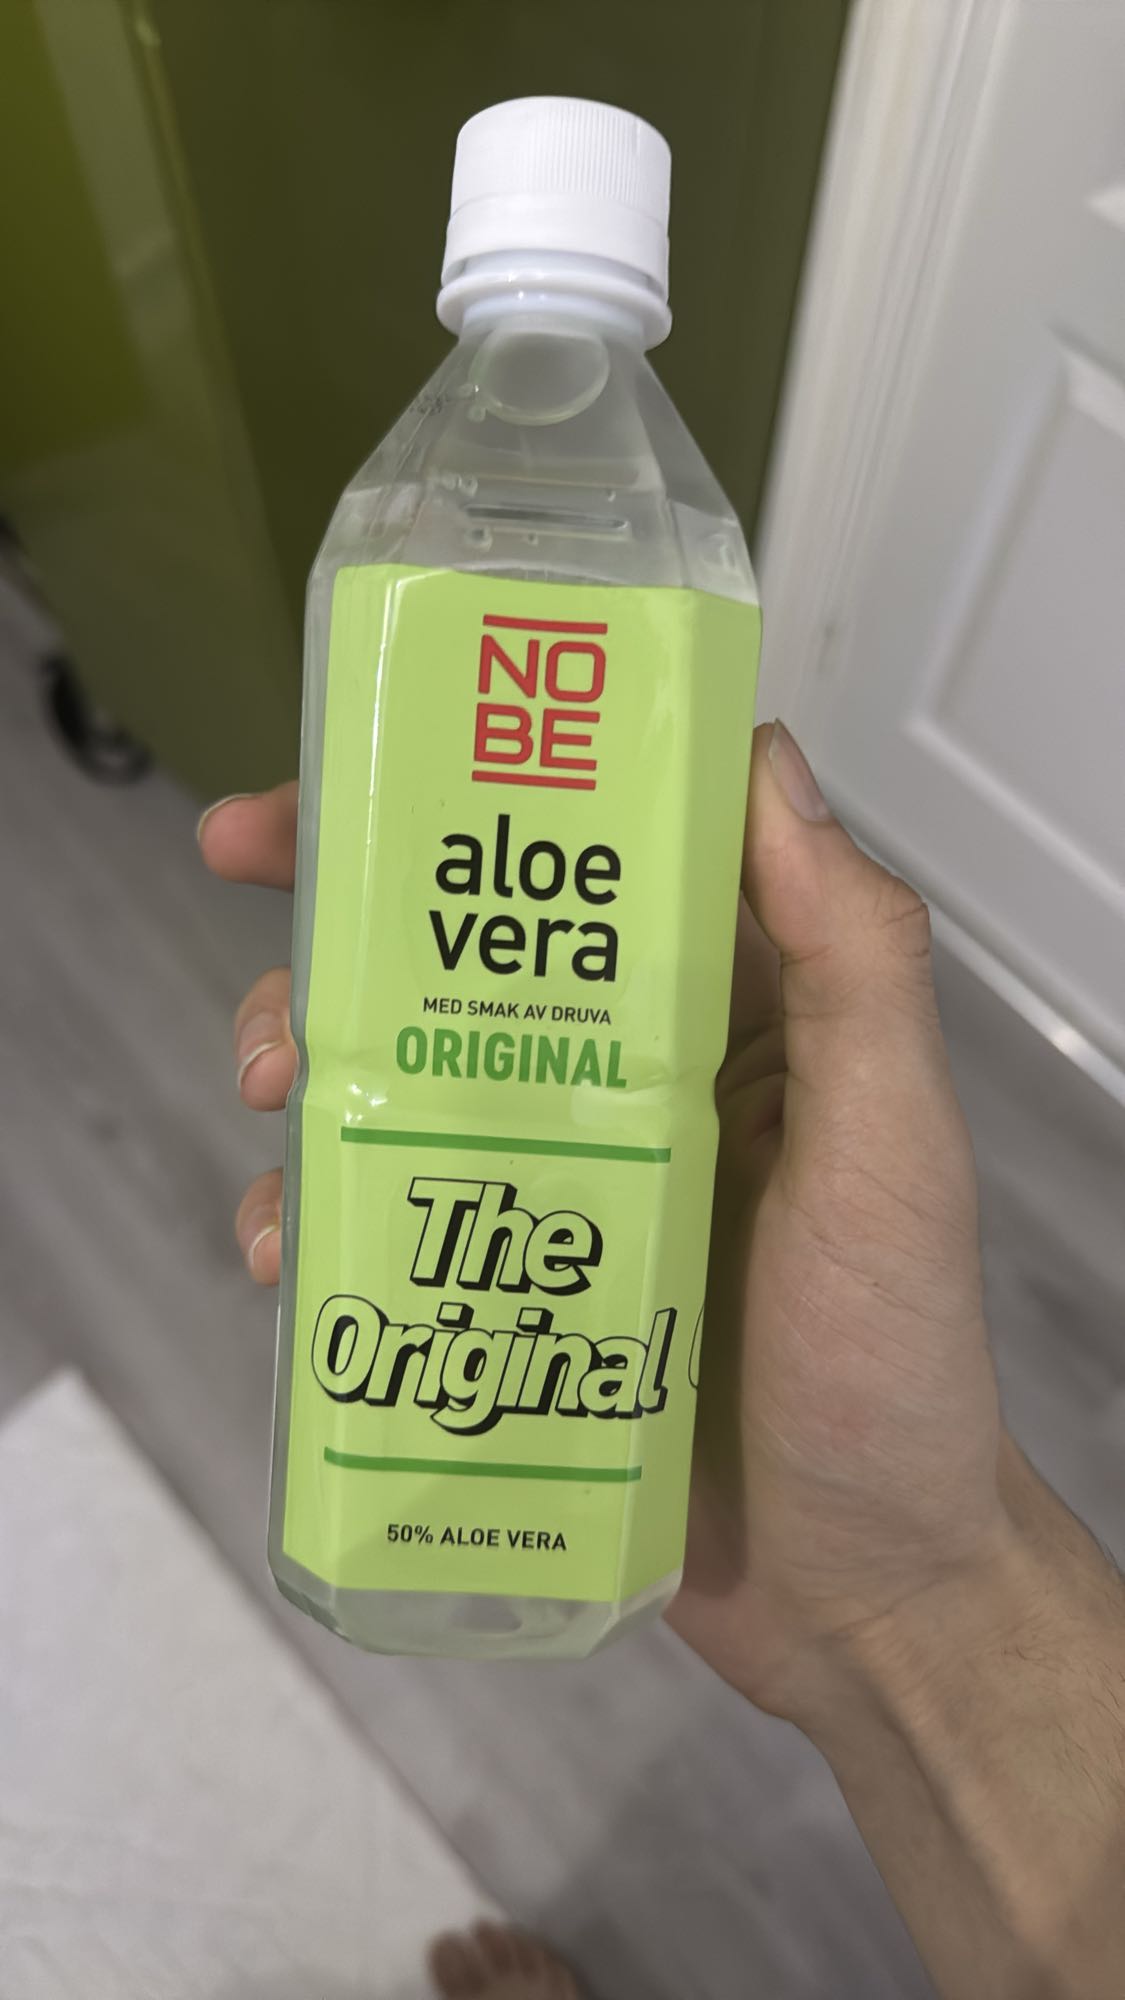 NO
BE
aloe
vera
MED SMAK AV DRUVA
ORIGINAL
The
Original
50% ALOE VERA